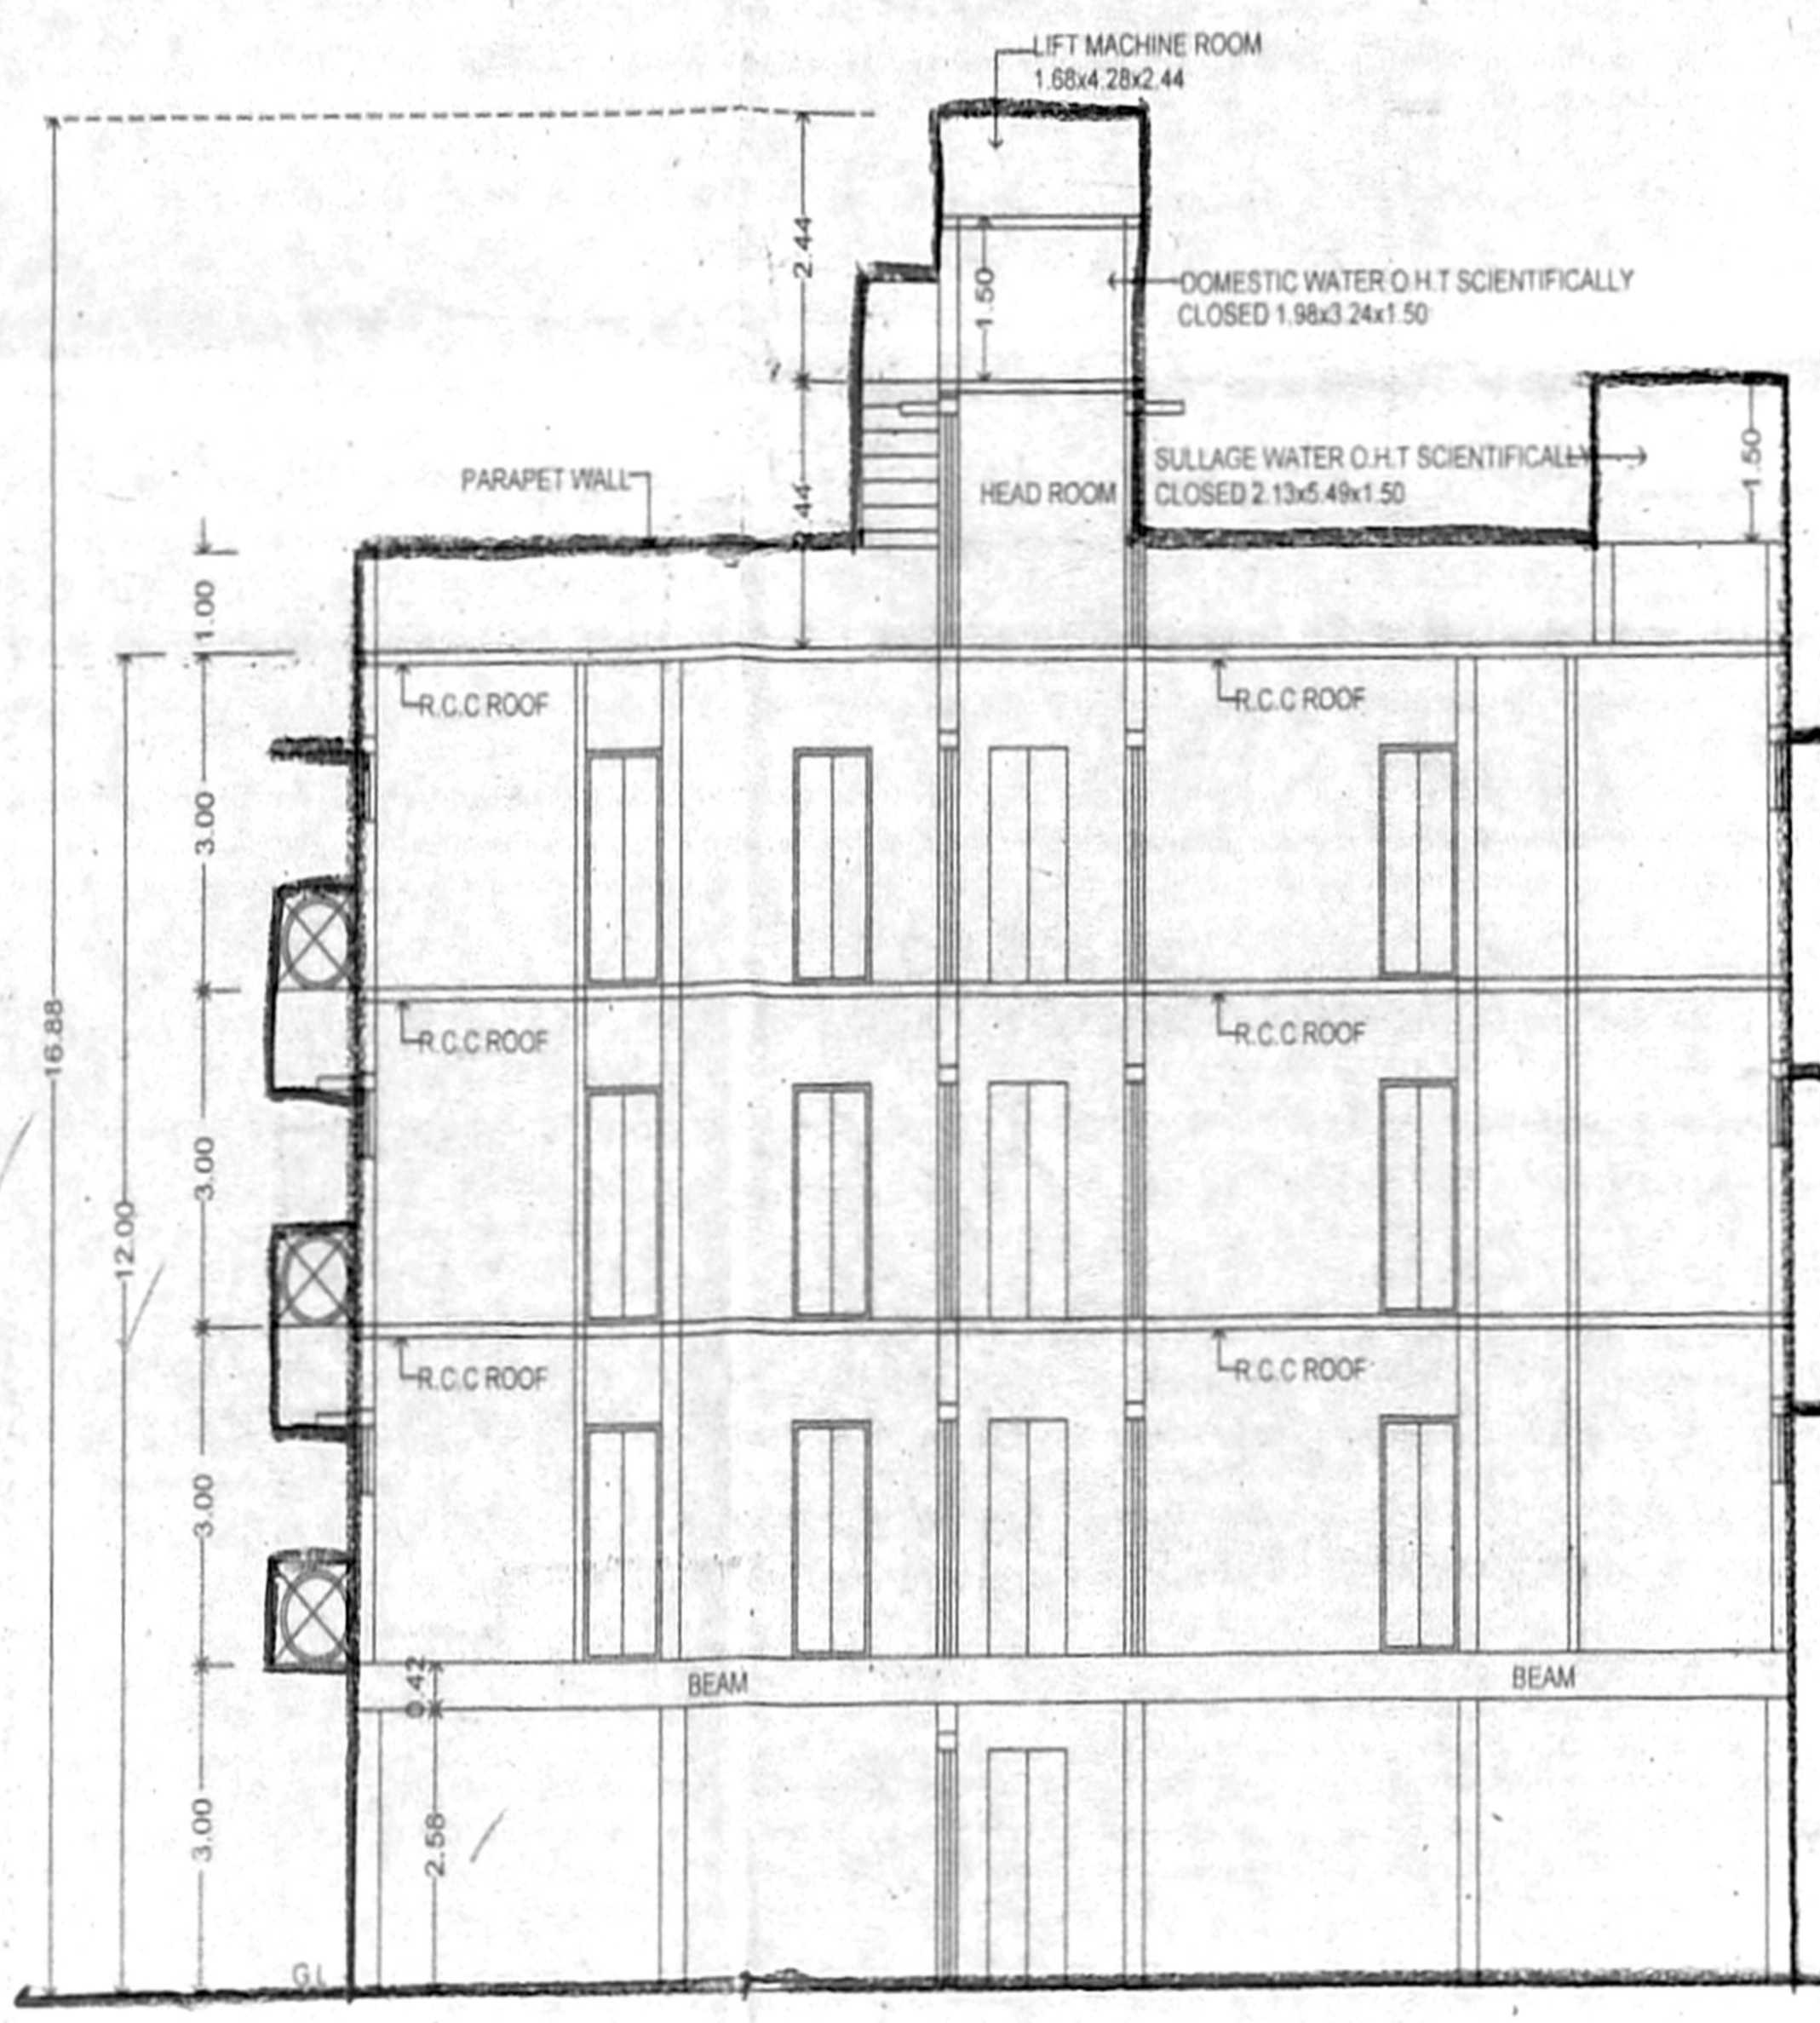 LIFT MACHINE ROOM
1.68x4.28x2.44
2.44
1.50
DOMESTIC WATER O.H.T SCIENTIFICALLY
CLOSED 1.98x3.24x1.50
PARAPET WALL
.44
HEAD ROOM
SULLAGE WATER O.H.T SCIENTIFICALLY
CLOSED 2.13x5.49x1.50
1.50
1.00
R.C.C ROOF
R.C.C ROOF
3.00
16.88
R.C.C ROOF
R.C.C ROOF
3.00
12.00
R.C.C ROOF
R.C.C ROOF
3.00
0.42
BEAM
BEAM
3.00
2.58
G.L